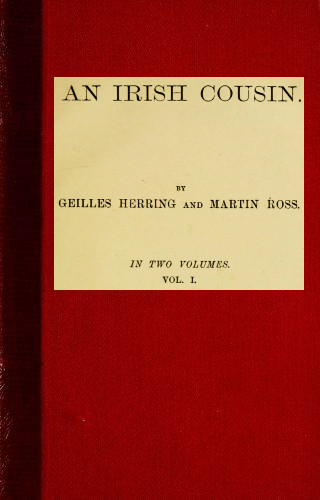 AN IRISH COUSIN.
BY
GEILLES HERRING AND MARTIN ROSS.
IN TWO VOLUMES.
VOL. I.